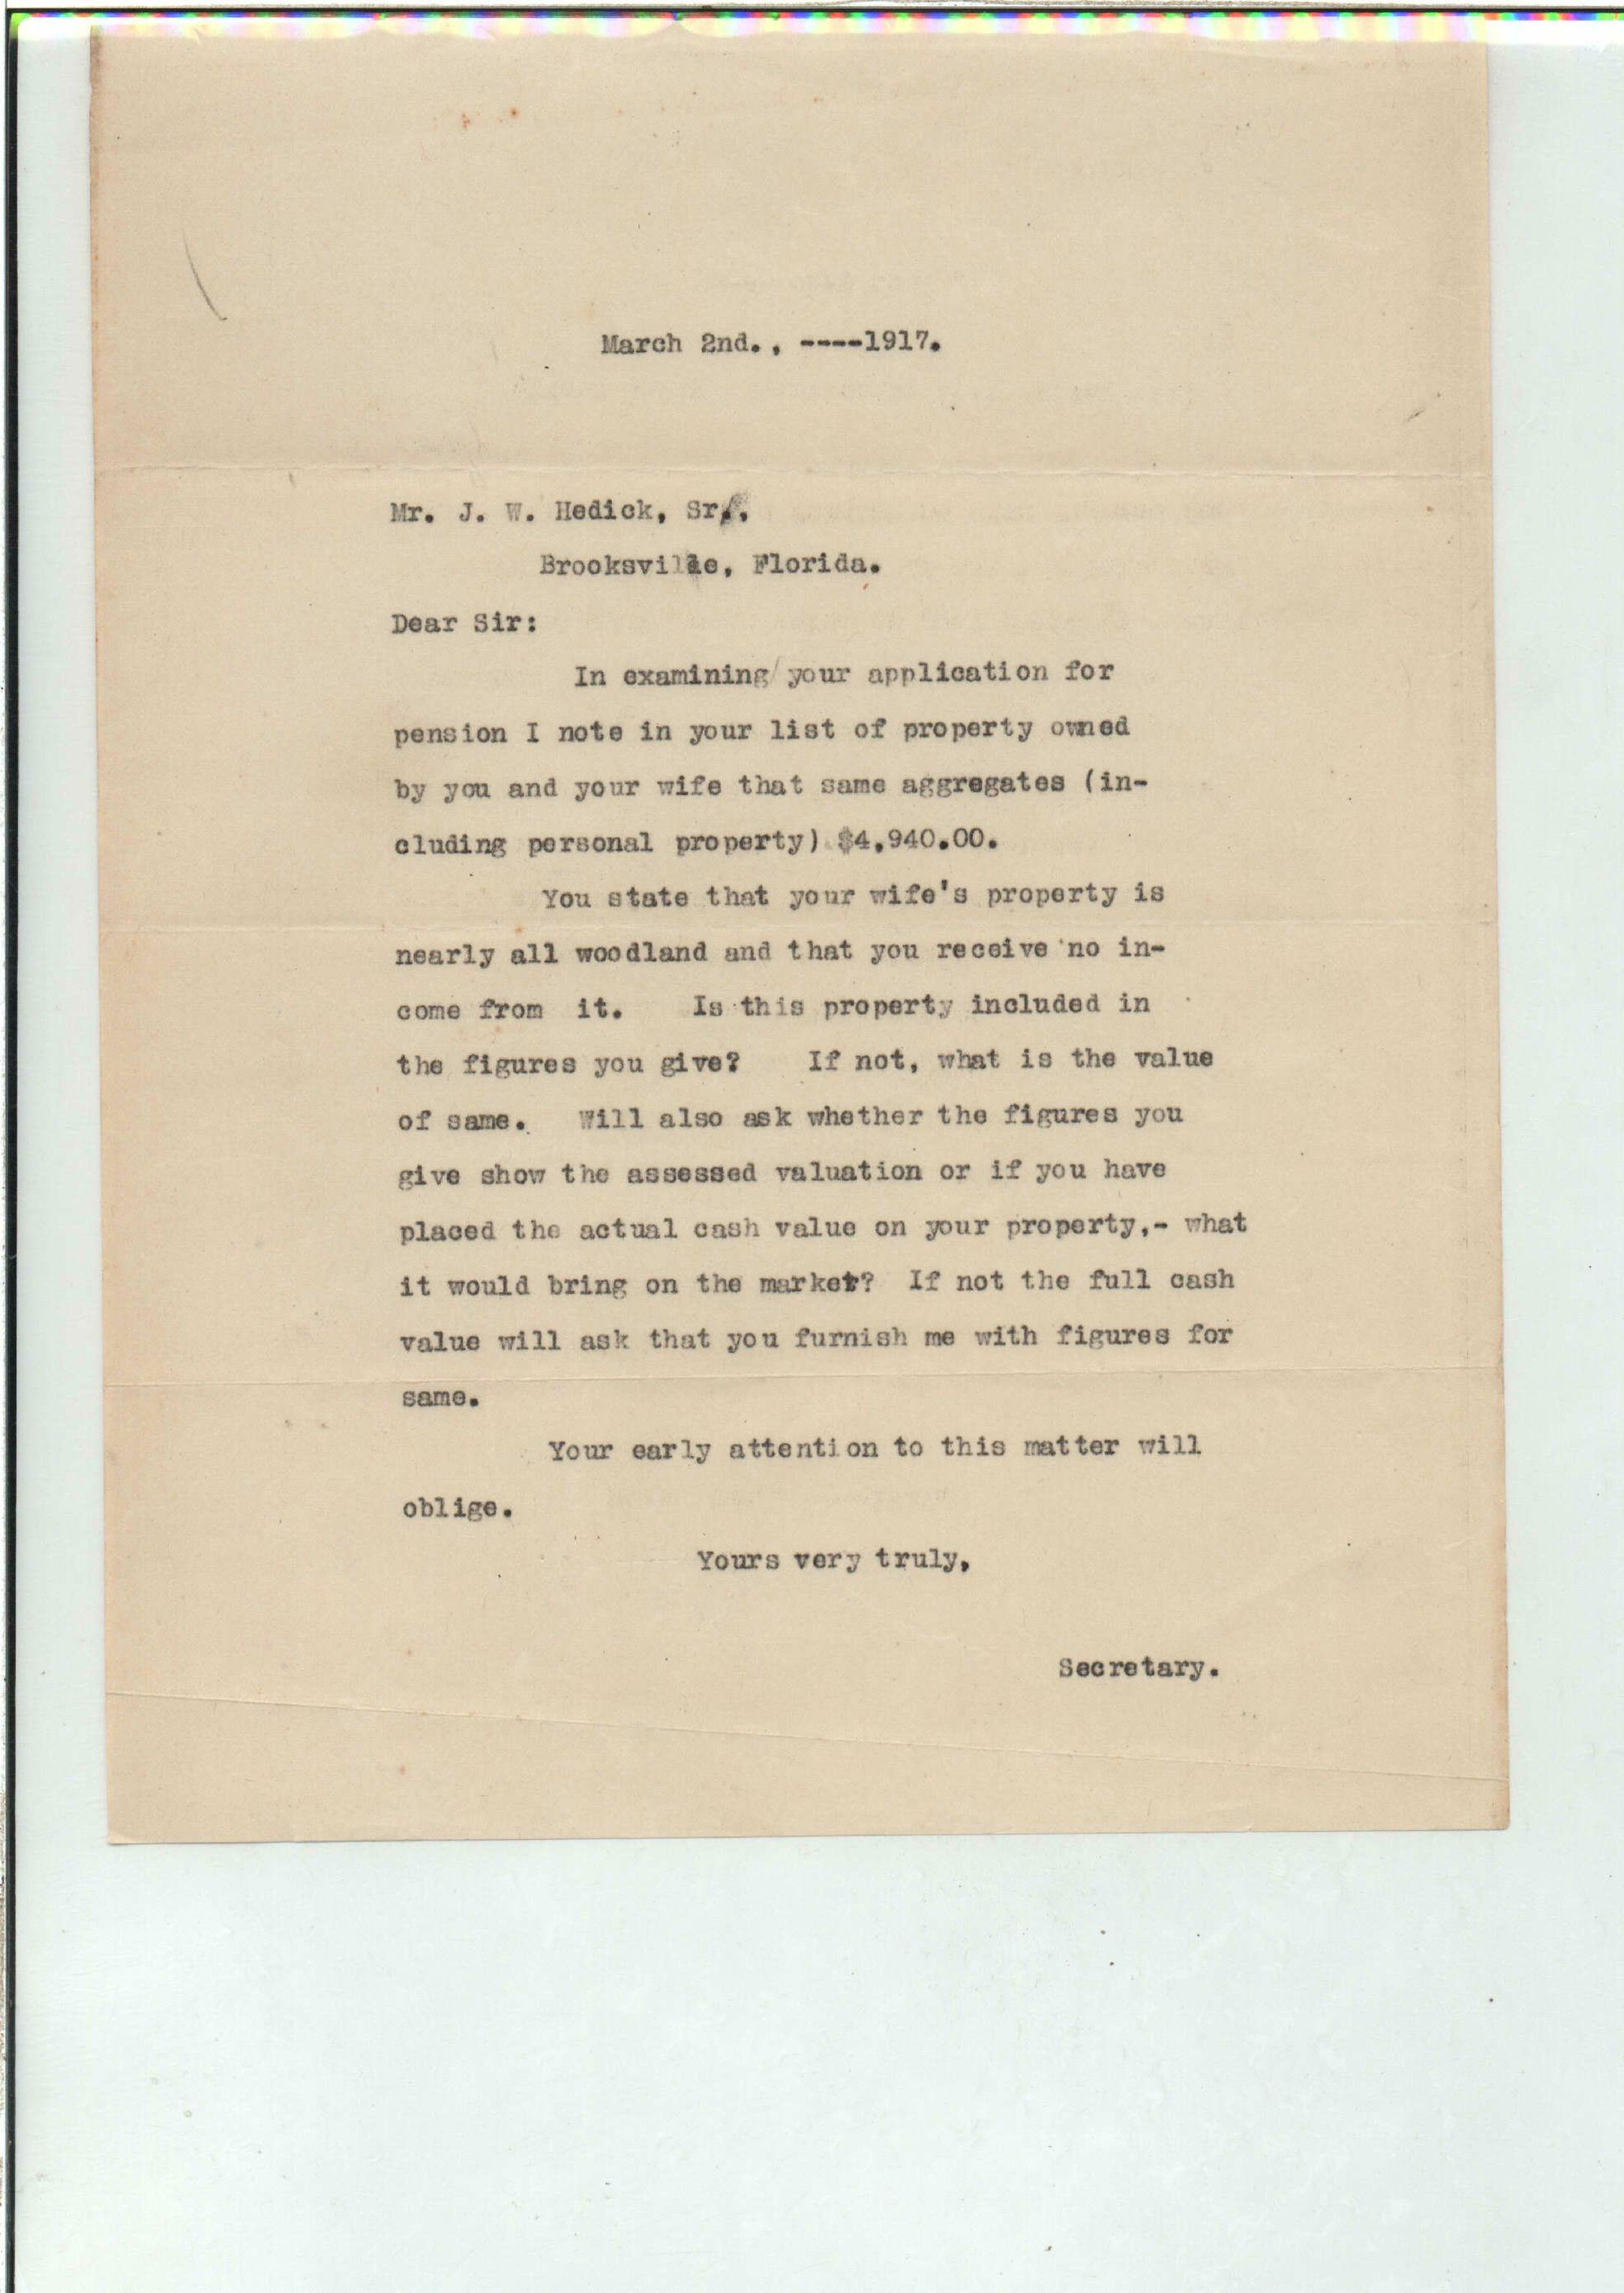 March 2nd., ----1917.
Mr. J. W. Hedick, Sr.,
Brooksville, Florida.
Dear Sir:
In examining your application for
pension I note in your list of property owned
by you and your wife that same aggregates (in-
cluding personal property) $4,940.00.
You state that your wife's property is
nearly all woodland and that you receive no in-
come from it. Is this property included in
the figures you give? If not, what is the value
of same. Will also ask whether the figures you
give show the assessed valuation or if you have
placed the actual cash value on your property,- what
it would bring on the market? If not the full cash
value will ask that you furnish me with figures for
same.
Your early attention to this matter will
oblige.
Yours very truly,
Secretary.